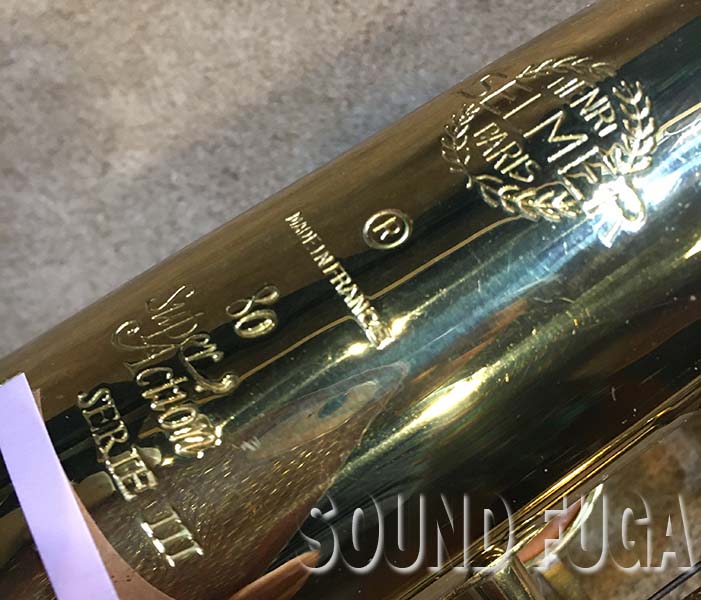 HENRI
SELMER
PARIS
®
MADE IN FRANCE
80
Super
Action
SERIE III
SOUND FUGA